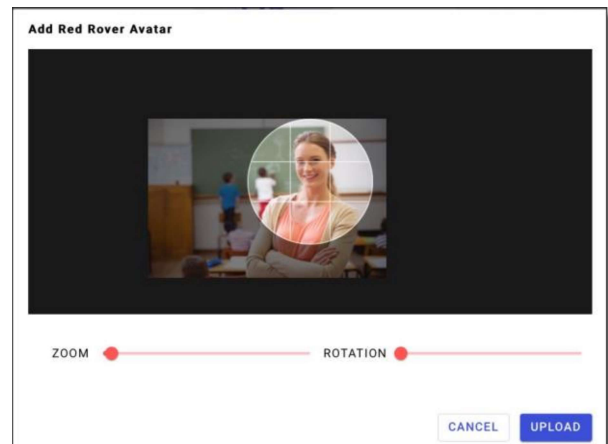 Add Red Rover Avatar
ZOOM
ROTATION
CANCEL
UPLOAD